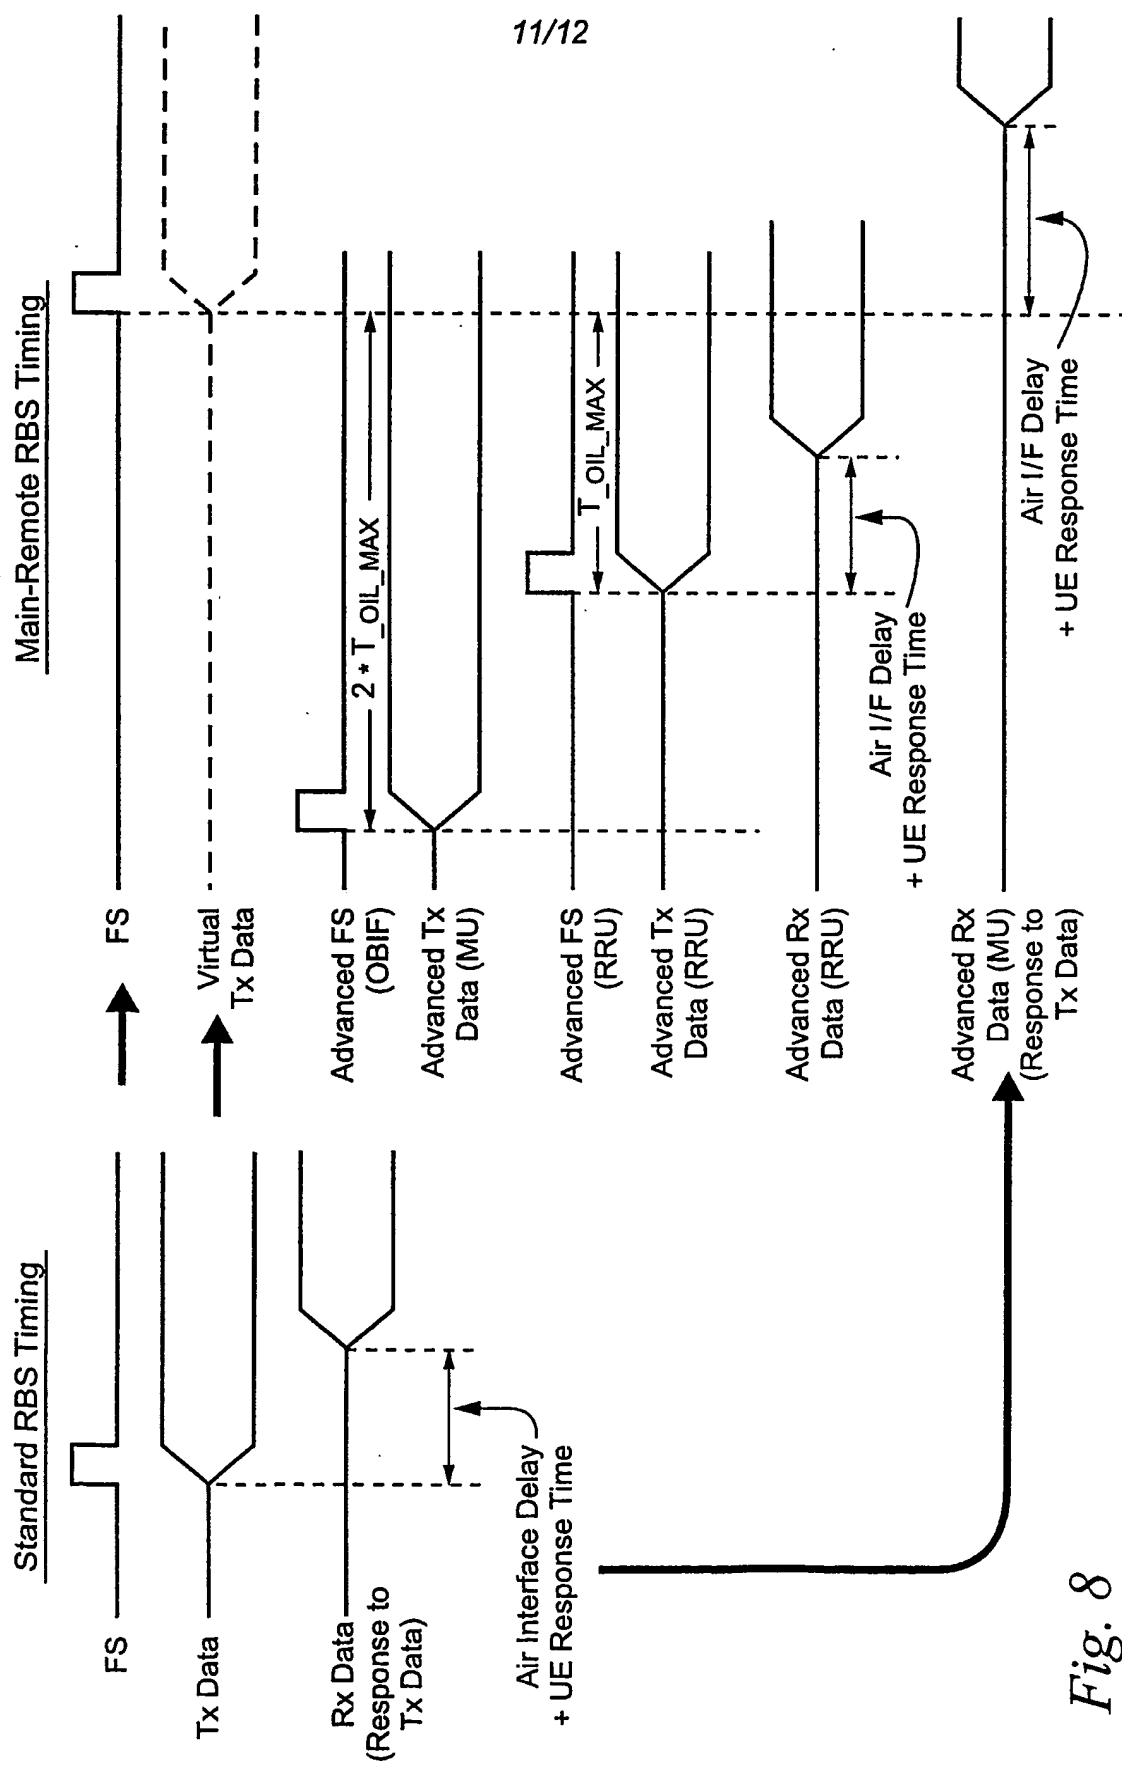 11/12
Standard RBS Timing
FS
Tx Data
Rx Data
(Response to
Tx Data)
Air Interface Delay
+ UE Response Time
Main-Remote RBS Timing
FS
Virtual
Tx Data
Advanced FS
(OBIF)
2 * T_OIL_MAX
Advanced Tx
Data (MU)
Advanced FS
(RRU)
T_OIL_MAX
Advanced Tx
Data (RRU)
Advanced Rx
Data (RRU)
Air I/F Delay
+ UE Response Time
Advanced Rx
Data (MU)
(Response to
Tx Data)
Air I/F Delay
+ UE Response Time
Fig. 8